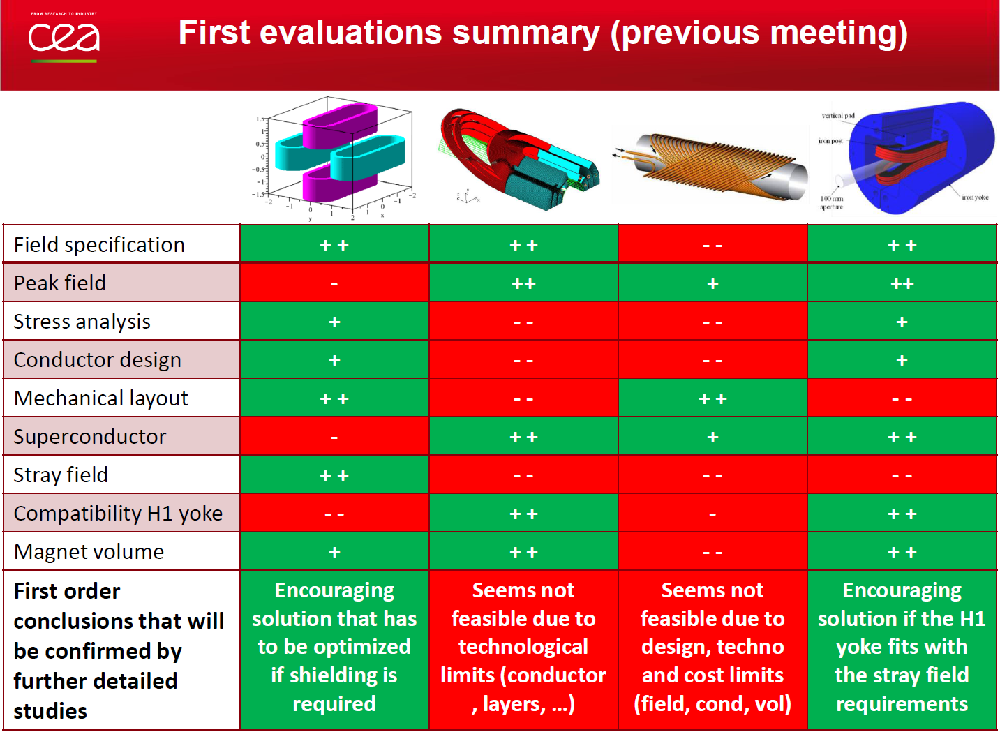 FROM RESEARCH TO INDUSTRY
cea
First evaluations summary (previous meeting)
1.5
1
0.5
0
-0.5
-1
-1.5
-2
-1
0
1
2
y
-2
-1
0
1
2
x
z
y
x
vertical pad
iron post
100 mm
aperture
iron yoke
Field specification
+ +
+ +
- -
+ +
Peak field
-
++
+
++
Stress analysis
+
- -
- -
+
Conductor design
+
- -
- -
+
Mechanical layout
+ +
- -
+ +
- -
Superconductor
-
+ +
+
+ +
Stray field
+ +
- -
- -
- -
Compatibility H1 yoke
- -
+ +
-
+ +
Magnet volume
+
+ +
- -
+ +
First order
conclusions that will
be confirmed by
further detailed
studies
Encouraging
solution that has
to be optimized
if shielding is
required
Seems not
feasible due to
technological
limits (conductor
, layers, ...)
Seems not
feasible due to
design, techno
and cost limits
(field, cond, vol)
Encouraging
solution if the H1
yoke fits with
the stray field
requirements